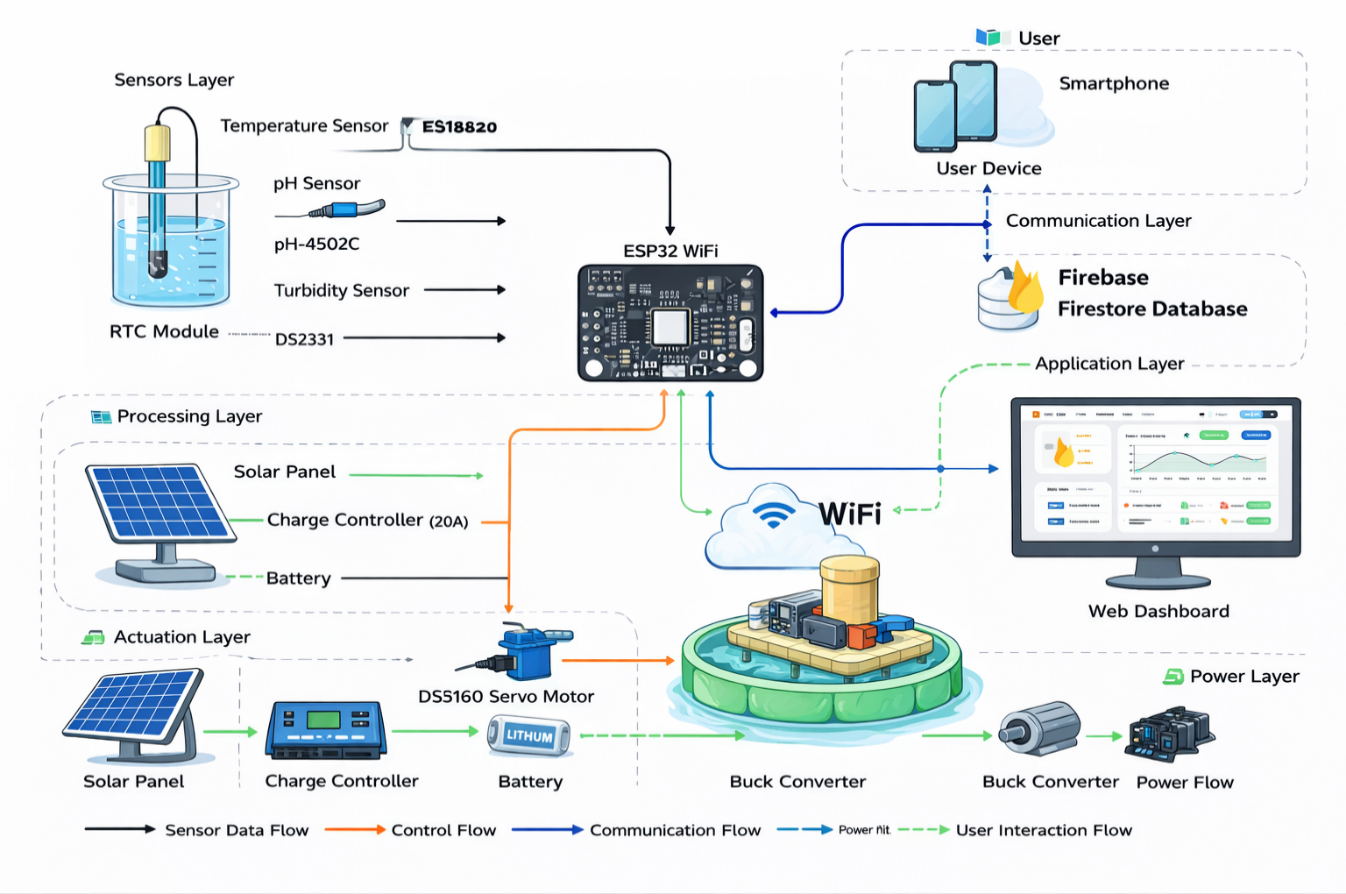 User
Sensors Layer
Smartphone
Temperature Sensor
ES18820
User Device
pH Sensor
Communication Layer
pH-4502C
ESP32 WiFi
Firebase
Firestore Database
Turbidity Sensor
RTC Module
DS2331
Application Layer
Processing Layer
Solar Panel
Charge Controller (20A)
WiFi
Battery
Web Dashboard
Actuation Layer
Power Layer
DSS160 Servo Motor
LITHUM
Solar Panel
Charge Controller
Battery
Buck Converter
Buck Converter
Power Flow
Sensor Data Flow
Control Flow
Communication Flow
Power
User Interaction Flow